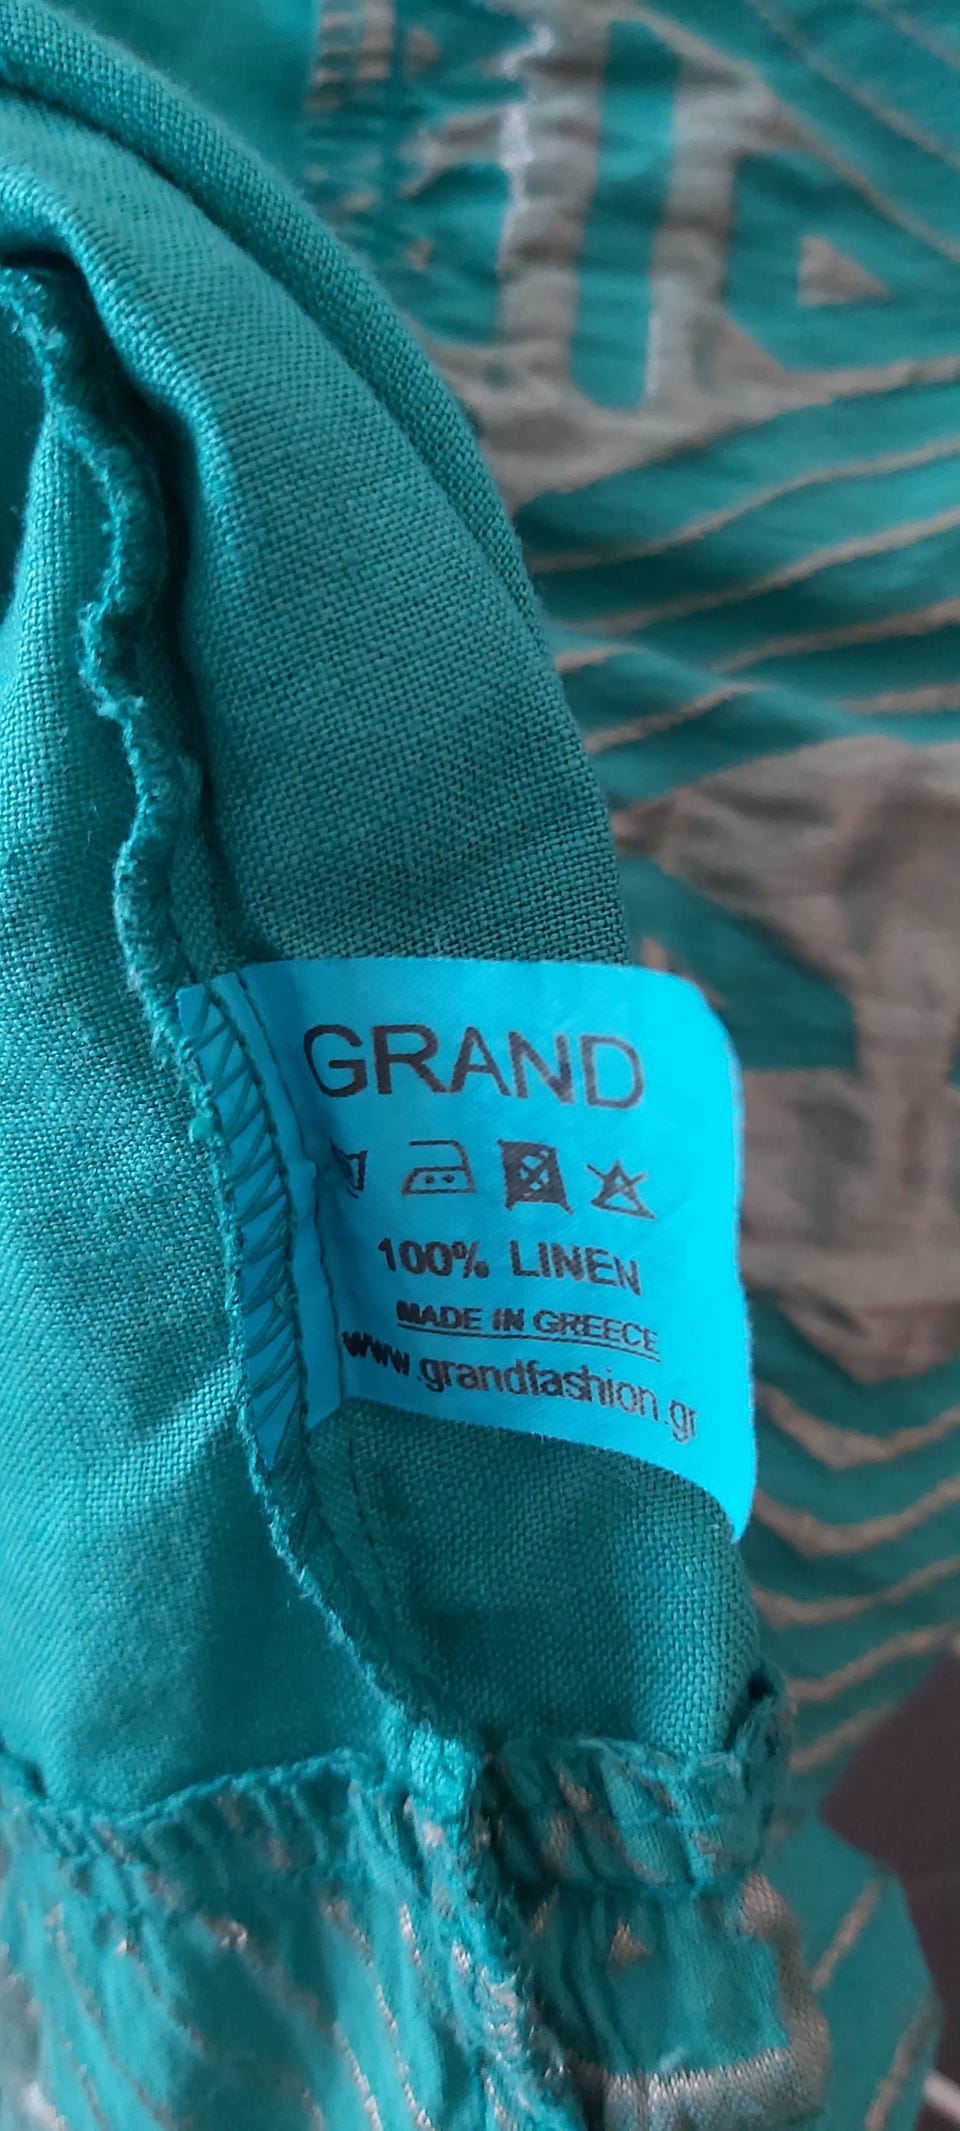 GRAND
100% LINEN
MADE IN GREECE
www.grandfashion.gr